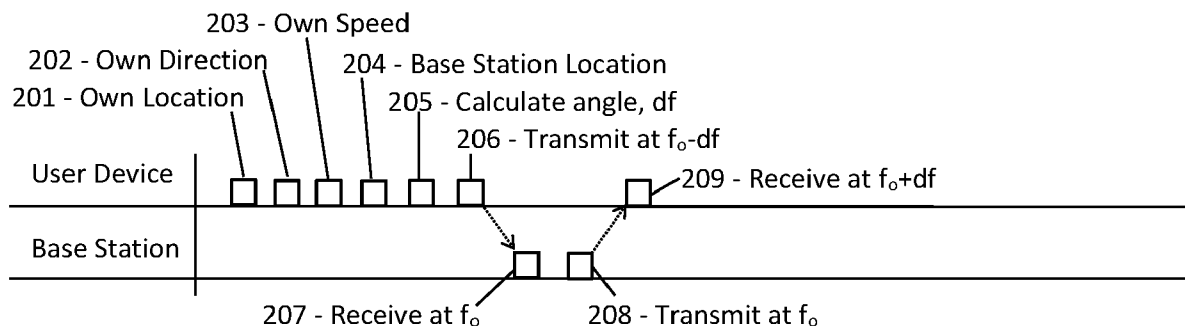 203 - Own Speed
202 - Own Direction
204 - Base Station Location
201 - Own Location
205 - Calculate angle, df
206 - Transmit at fₒ-df
User Device
209 - Receive at fₒ+df
Base Station
207 - Receive at fₒ
208 - Transmit at fₒ